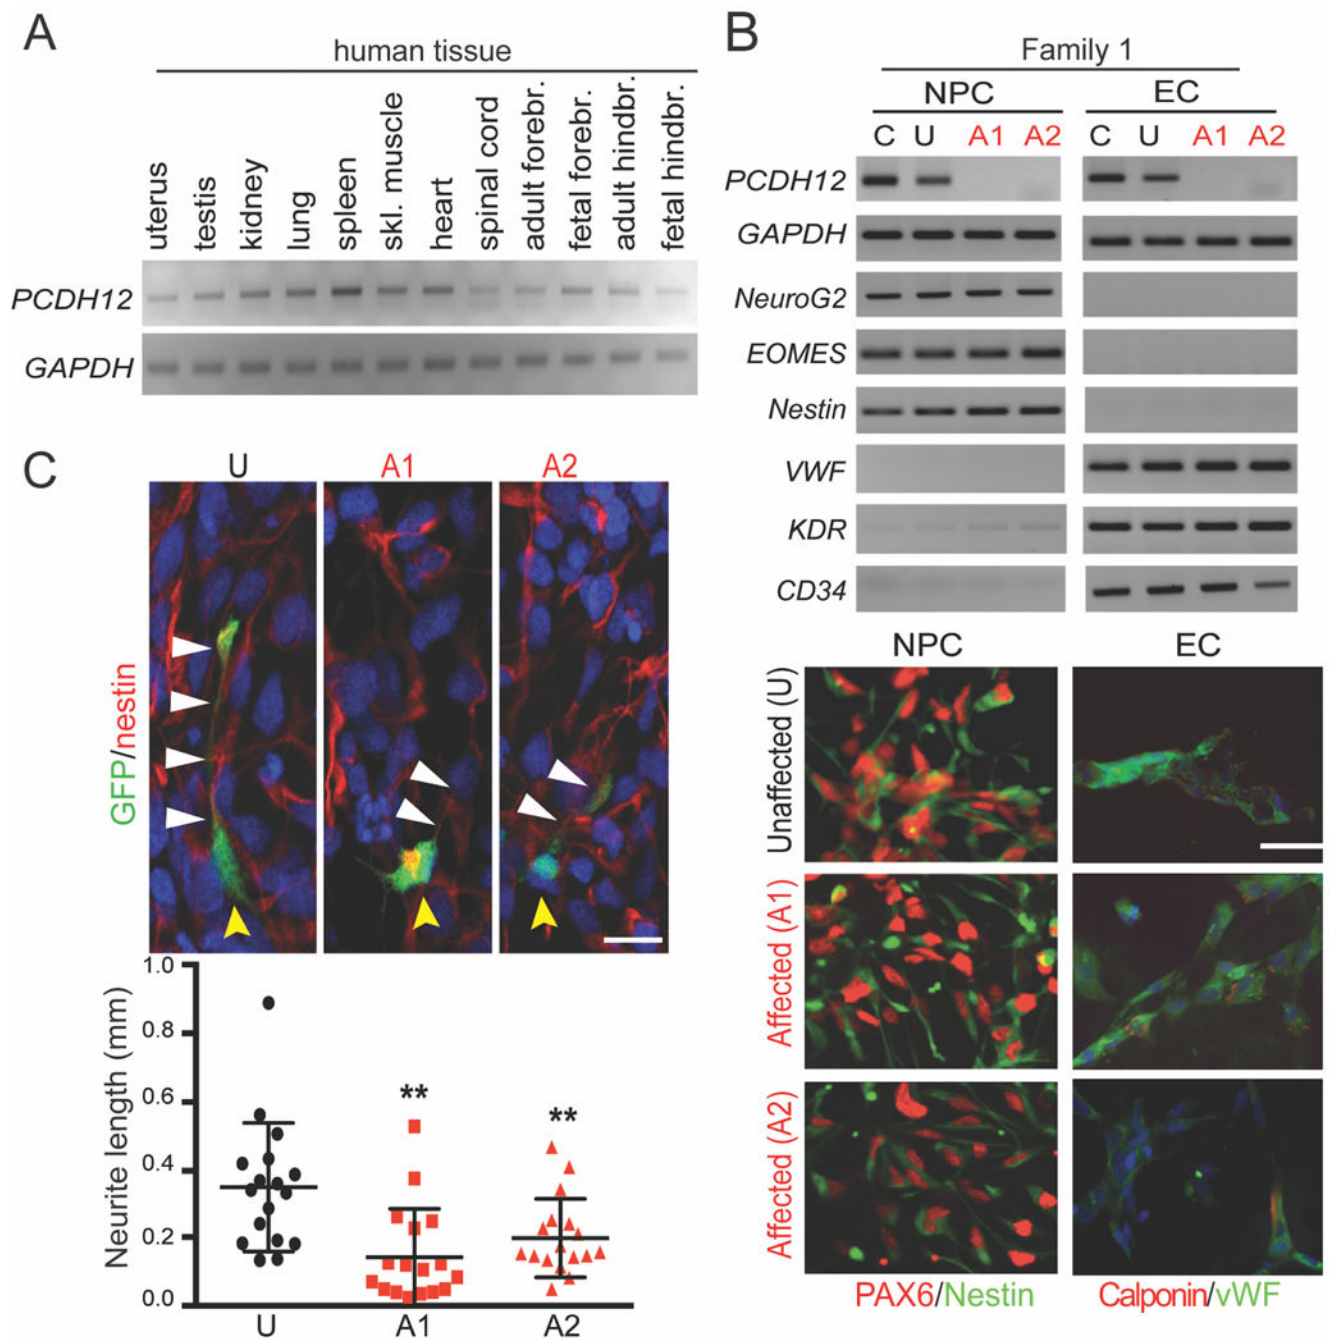 A
human tissue
uterus
testis
kidney
lung
spleen
skl. muscle
heart
spinal cord
adult forebr.
fetal forebr.
adult hindbr.
fetal hindbr.
PCDH12
GAPDH
B
Family 1
NPC EC
C U A1 A2 C U A1 A2
PCDH12
GAPDH
NeuroG2
EOMES
Nestin
VWF
KDR
CD34
NPC EC
Unaffected (U)
Affected (A1)
Affected (A2)
PAX6/Nestin Calponin/vWF
C
U A1 A2
GFP/nestin
Neurite length (mm)
1.0
0.8
0.6
0.4
0.2
0.0
** **
U A1 A2